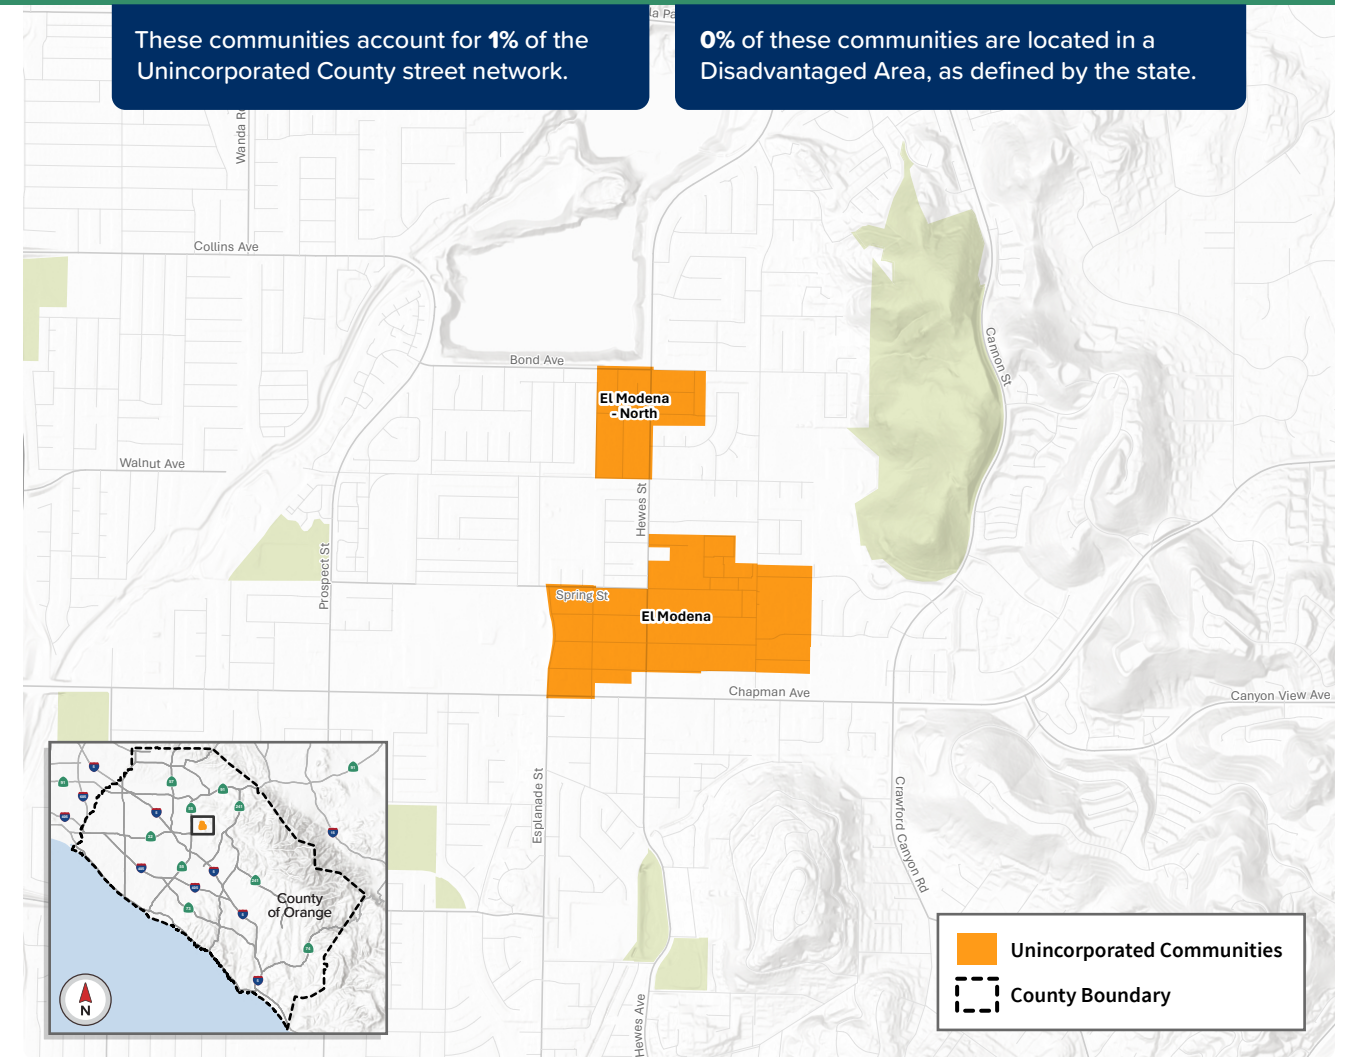 These communities account for 1% of the
Unincorporated County street network.
0% of these communities are located in a
Disadvantaged Area, as defined by the state.
Collins Ave
Bond Ave
Cannon St
El Modena
- North
Walnut Ave
Hewes St
Prospect St
Spring St
El Modena
Chapman Ave
Canyon View Ave
Esplanade St
Crawford Canyon Rd
Hewes Ave
County
of Orange
N
Unincorporated Communities
County Boundary